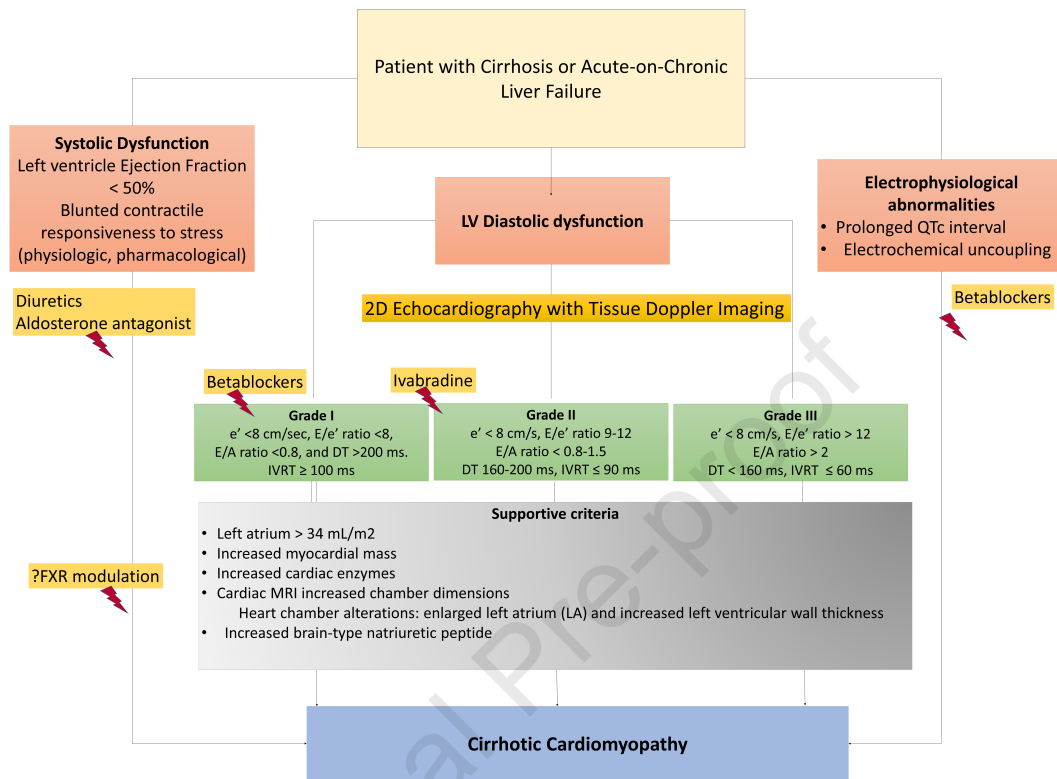 Patient with Cirrhosis or Acute-on-Chronic
Liver Failure
Systolic Dysfunction
Left ventricle Ejection Fraction
< 50%
Blunted contractile
responsiveness to stress
(physiologic, pharmacological)
LV Diastolic dysfunction
Electrophysiological
abnormalities
• Prolonged QTc interval
• Electrochemical uncoupling
Diuretics
Aldosterone antagonist
2D Echocardiography with Tissue Doppler Imaging
Betablockers
Betablockers
Ivabradine
Grade I
e’ <8 cm/sec, E/e’ ratio <8,
E/A ratio <0.8, and DT >200 ms.
IVRT ≥ 100 ms
Grade II
e’ < 8 cm/s, E/e’ ratio 9-12
E/A ratio < 0.8-1.5
DT 160-200 ms, IVRT ≤ 90 ms
Grade III
e’ < 8 cm/s, E/e’ ratio > 12
E/A ratio > 2
DT < 160 ms, IVRT ≤ 60 ms
Supportive criteria
• Left atrium > 34 mL/m2
• Increased myocardial mass
• Increased cardiac enzymes
• Cardiac MRI increased chamber dimensions
Heart chamber alterations: enlarged left atrium (LA) and increased left ventricular wall thickness
• Increased brain-type natriuretic peptide
?FXR modulation
Cirrhotic Cardiomyopathy
al Pre-proof